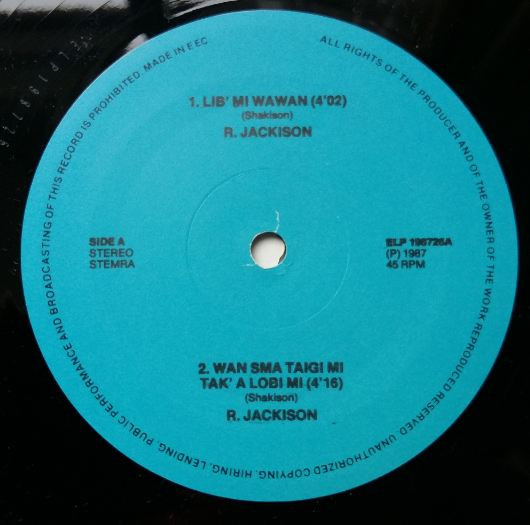 ALL RIGHTS OF THE PRODUCER AND OF THE OWNER OF THE WORK REPRODUCED RESERVED. UNAUTHORIZED COPYING, HIRING, LENDING, PUBLIC PERFORMANCE AND BROADCASTING OF THIS RECORD IS PROHIBITED. MADE IN EEC
1. LIB' MI WAWAN (4'02)
(Shakison)
R. JACKISON
SIDE A
STEREO
STEMRA
ELP 198726A
(P) 1987
45 RPM
2. WAN SMA TAIGI MI
TAK' A LOBI MI (4'16)
(Shakison)
R. JACKISON